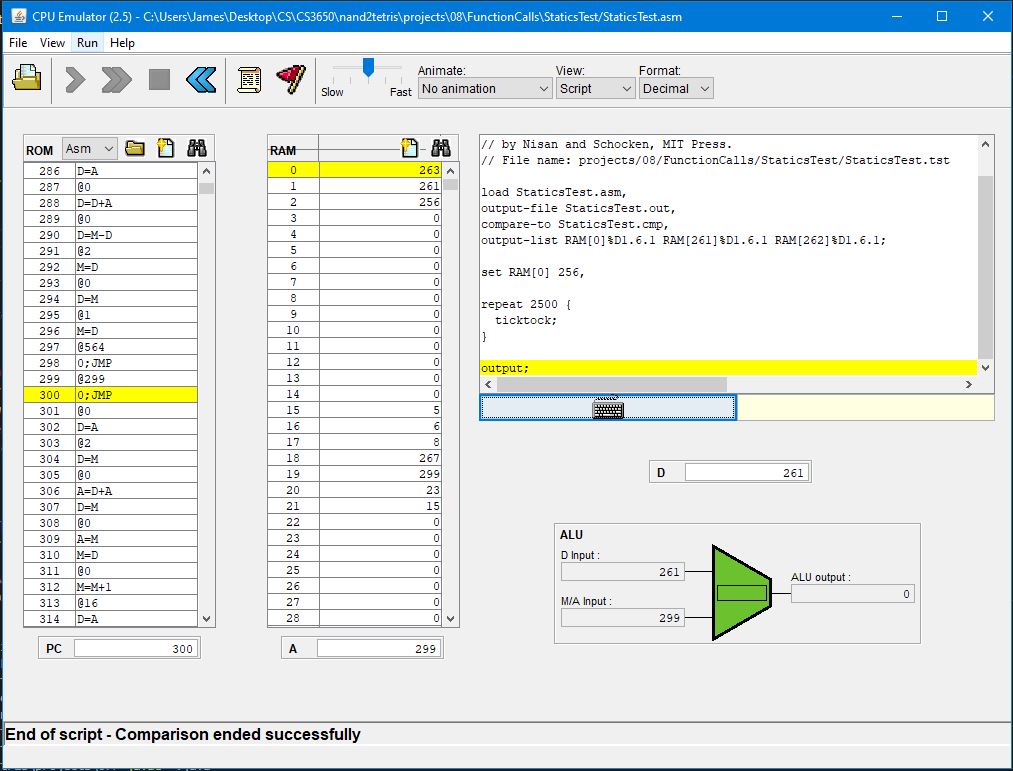 CPU Emulator (2.5) - C:\Users\James\Desktop\CS\CS3650\nand2tetris\projects\08\FunctionCalls\StaticsTest/StaticsTest.asm
File View Run Help
Slow Fast
Animate:
No animation
View:
Script
Format:
Decimal
ROM Asm
286 D=A
287 @0
288 D=D+A
289 @0
290 D=M-D
291 @2
292 M=D
293 @0
294 D=M
295 @1
296 M=D
297 @564
298 0;JMP
299 @299
300 0;JMP
301 @0
302 D=A
303 @2
304 D=M
305 @0
306 A=D+A
307 D=M
308 @0
309 A=M
310 M=D
311 @0
312 M=M+1
313 @16
314 D=A
PC 300
RAM
0 263
1 261
2 256
3 0
4 0
5 0
6 0
7 0
8 0
9 0
10 0
11 0
12 0
13 0
14 0
15 5
16 6
17 8
18 267
19 299
20 23
21 15
22 0
23 0
24 0
25 0
26 0
27 0
28 0
A 299
// by Nisan and Schocken, MIT Press.
// File name: projects/08/FunctionCalls/StaticsTest/StaticsTest.tst
load StaticsTest.asm,
output-file StaticsTest.out,
compare-to StaticsTest.cmp,
output-list RAM[0]%D1.6.1 RAM[261]%D1.6.1 RAM[262]%D1.6.1;
set RAM[0] 256,
repeat 2500 {
ticktock;
}
output;
D 261
ALU
D Input :
261
M/A Input :
299
ALU output :
0
End of script - Comparison ended successfully